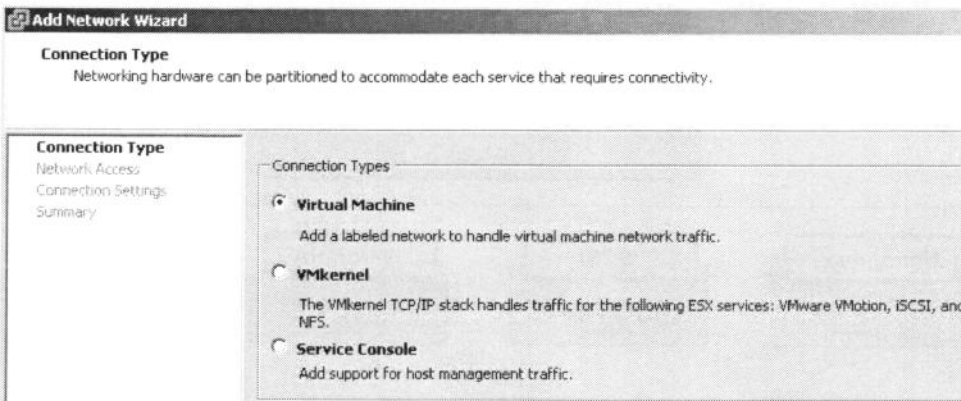 Add Network Wizard
Connection Type
Networking hardware can be partitioned to accommodate each service that requires connectivity.
Connection Type
Network Access
Connection Settings
Summary
Connection Types
Virtual Machine
Add a labeled network to handle virtual machine network traffic.
VMkernel
The VMkernel TCP/IP stack handles traffic for the following ESX services: VMware VMotion, iSCSI, and
NFS.
Service Console
Add support for host management traffic.